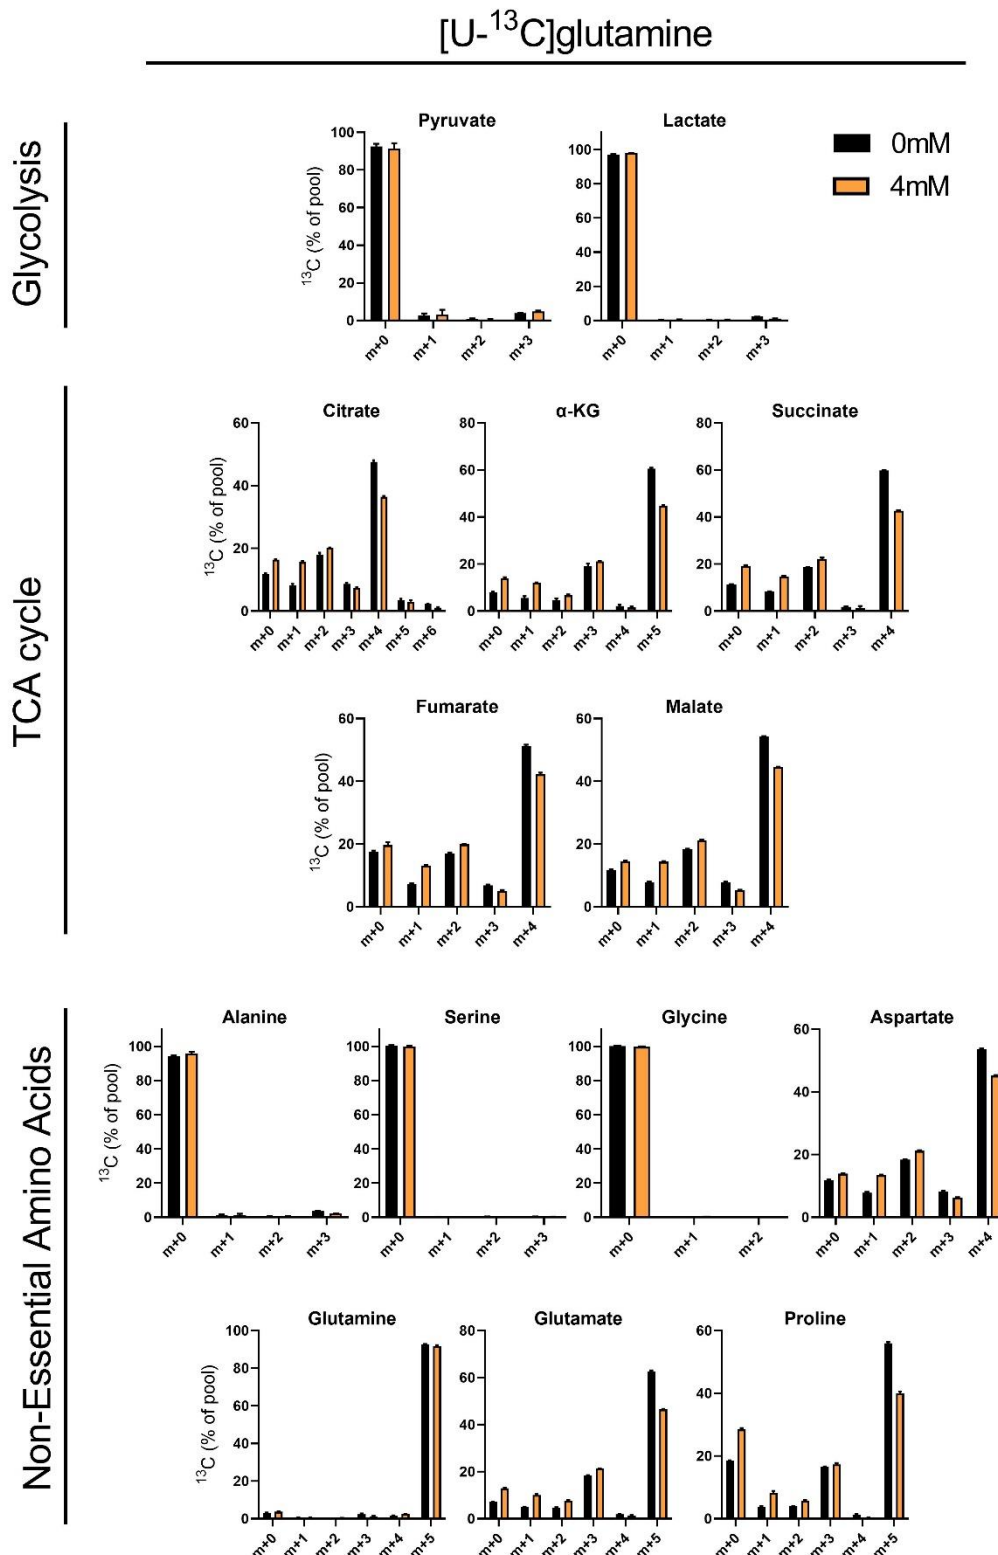 [U-¹³C]glutamine
0mM
4mM
Glycolysis
Pyruvate
Lactate
¹³C (% of pool)
100
80
60
40
20
0
m+0
m+1
m+2
m+3
100
80
60
40
20
0
m+0
m+1
m+2
m+3
TCA cycle
Citrate
α-KG
Succinate
¹³C (% of pool)
60
40
20
0
m+0
m+1
m+2
m+3
m+4
m+5
m+6
80
60
40
20
0
m+0
m+1
m+2
m+3
m+4
m+5
80
60
40
20
0
m+0
m+1
m+2
m+3
m+4
Fumarate
Malate
¹³C (% of pool)
60
40
20
0
m+0
m+1
m+2
m+3
m+4
60
40
20
0
m+0
m+1
m+2
m+3
m+4
Non-Essential Amino Acids
Alanine
Serine
Glycine
Aspartate
¹³C (% of pool)
100
80
60
40
20
0
m+0
m+1
m+2
m+3
100
80
60
40
20
0
m+0
m+1
m+2
m+3
100
80
60
40
20
0
m+0
m+1
m+2
60
40
20
0
m+0
m+1
m+2
m+3
m+4
Glutamine
Glutamate
Proline
¹³C (% of pool)
100
80
60
40
20
0
m+0
m+1
m+2
m+3
m+4
m+5
80
60
40
20
0
m+0
m+1
m+2
m+3
m+4
m+5
60
40
20
0
m+0
m+1
m+2
m+3
m+4
m+5